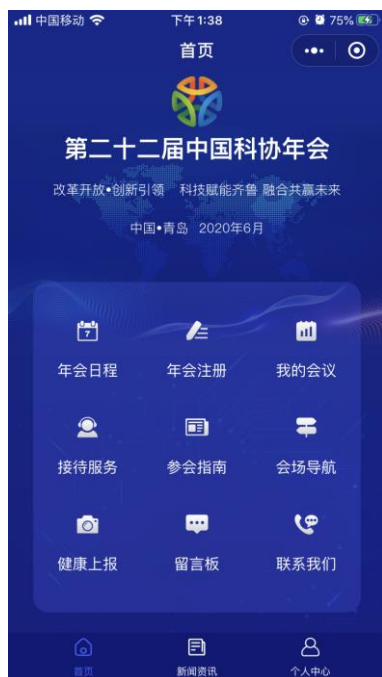 中国移动 下午1:38 75%
首页
第二十二届中国科协年会
改革开放•创新引领 科技赋能齐鲁 融合共赢未来
中国•青岛 2020年6月
7
年会日程 年会注册 我的会议
接待服务 参会指南 会场导航
健康上报 留言板 联系我们
首页 新闻资讯 个人中心